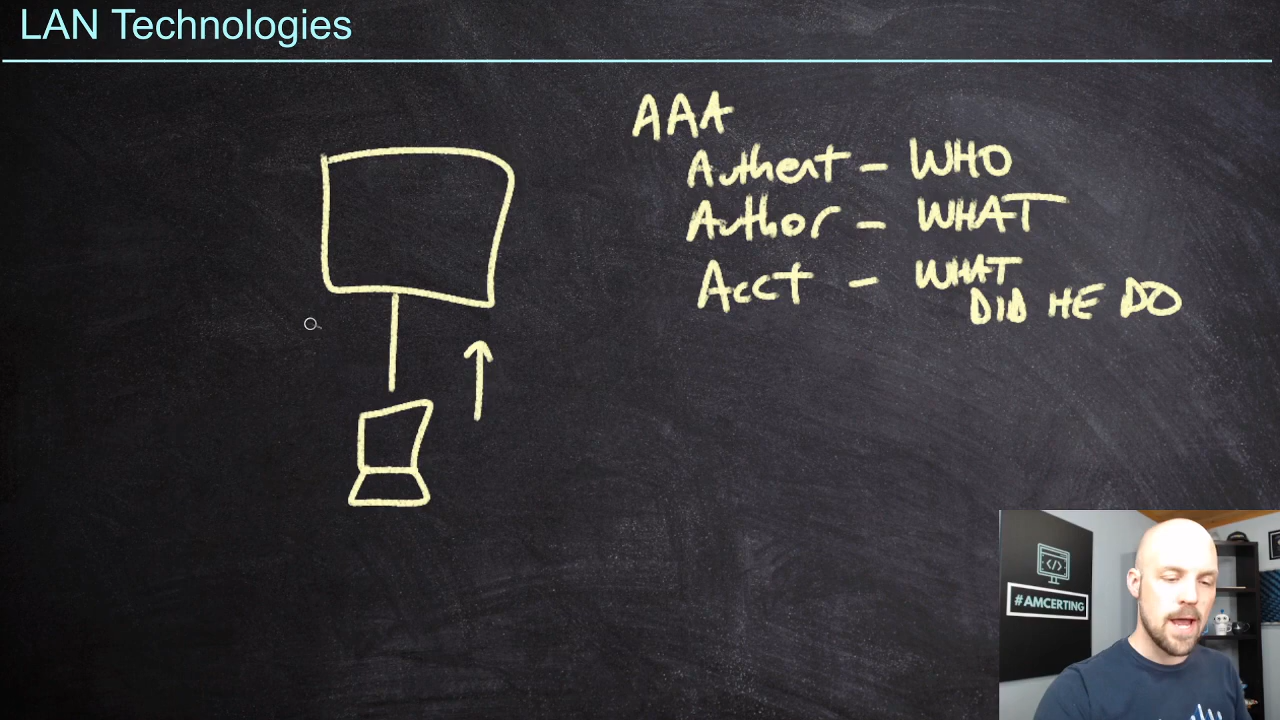 LAN Technologies
AAA
Authent - WHO
Author - WHAT
Acct - WHAT
DID HE DO
</>
#AMCERTING